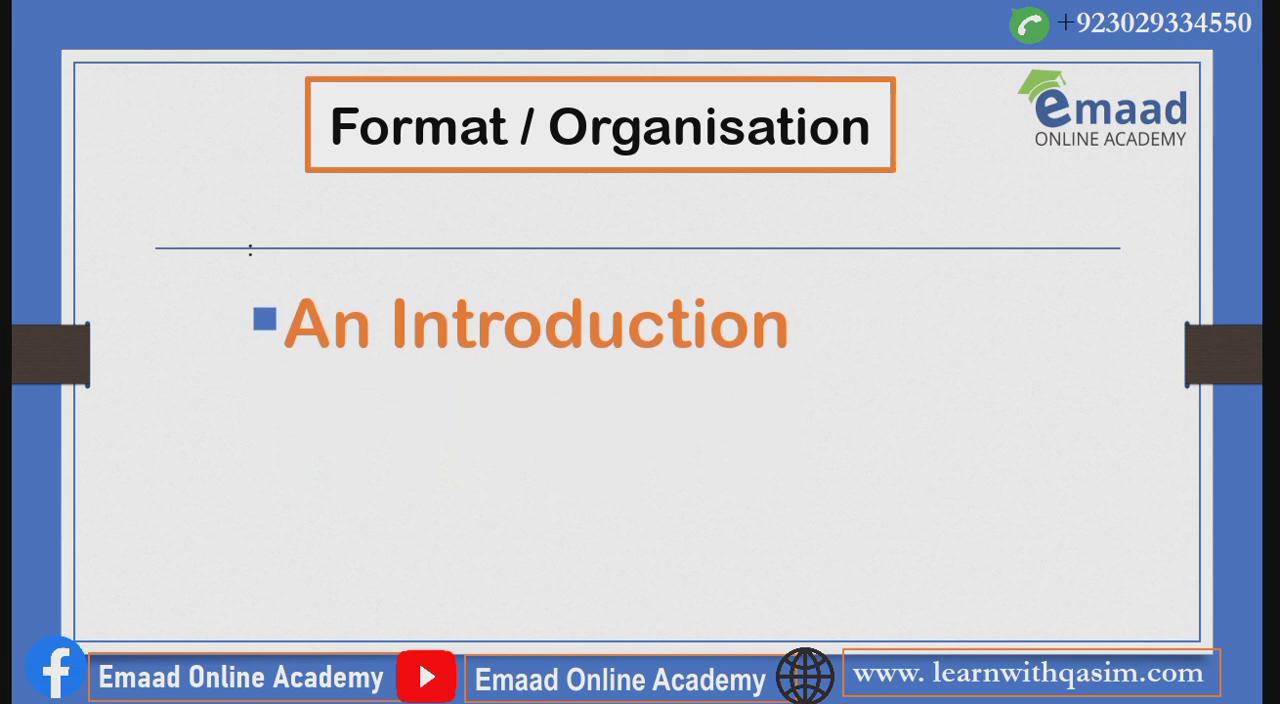 +923029334550
Format / Organisation
emaad
ONLINE ACADEMY
:
An Introduction
Emaad Online Academy
Emaad Online Academy
www. learnwithqasim.com